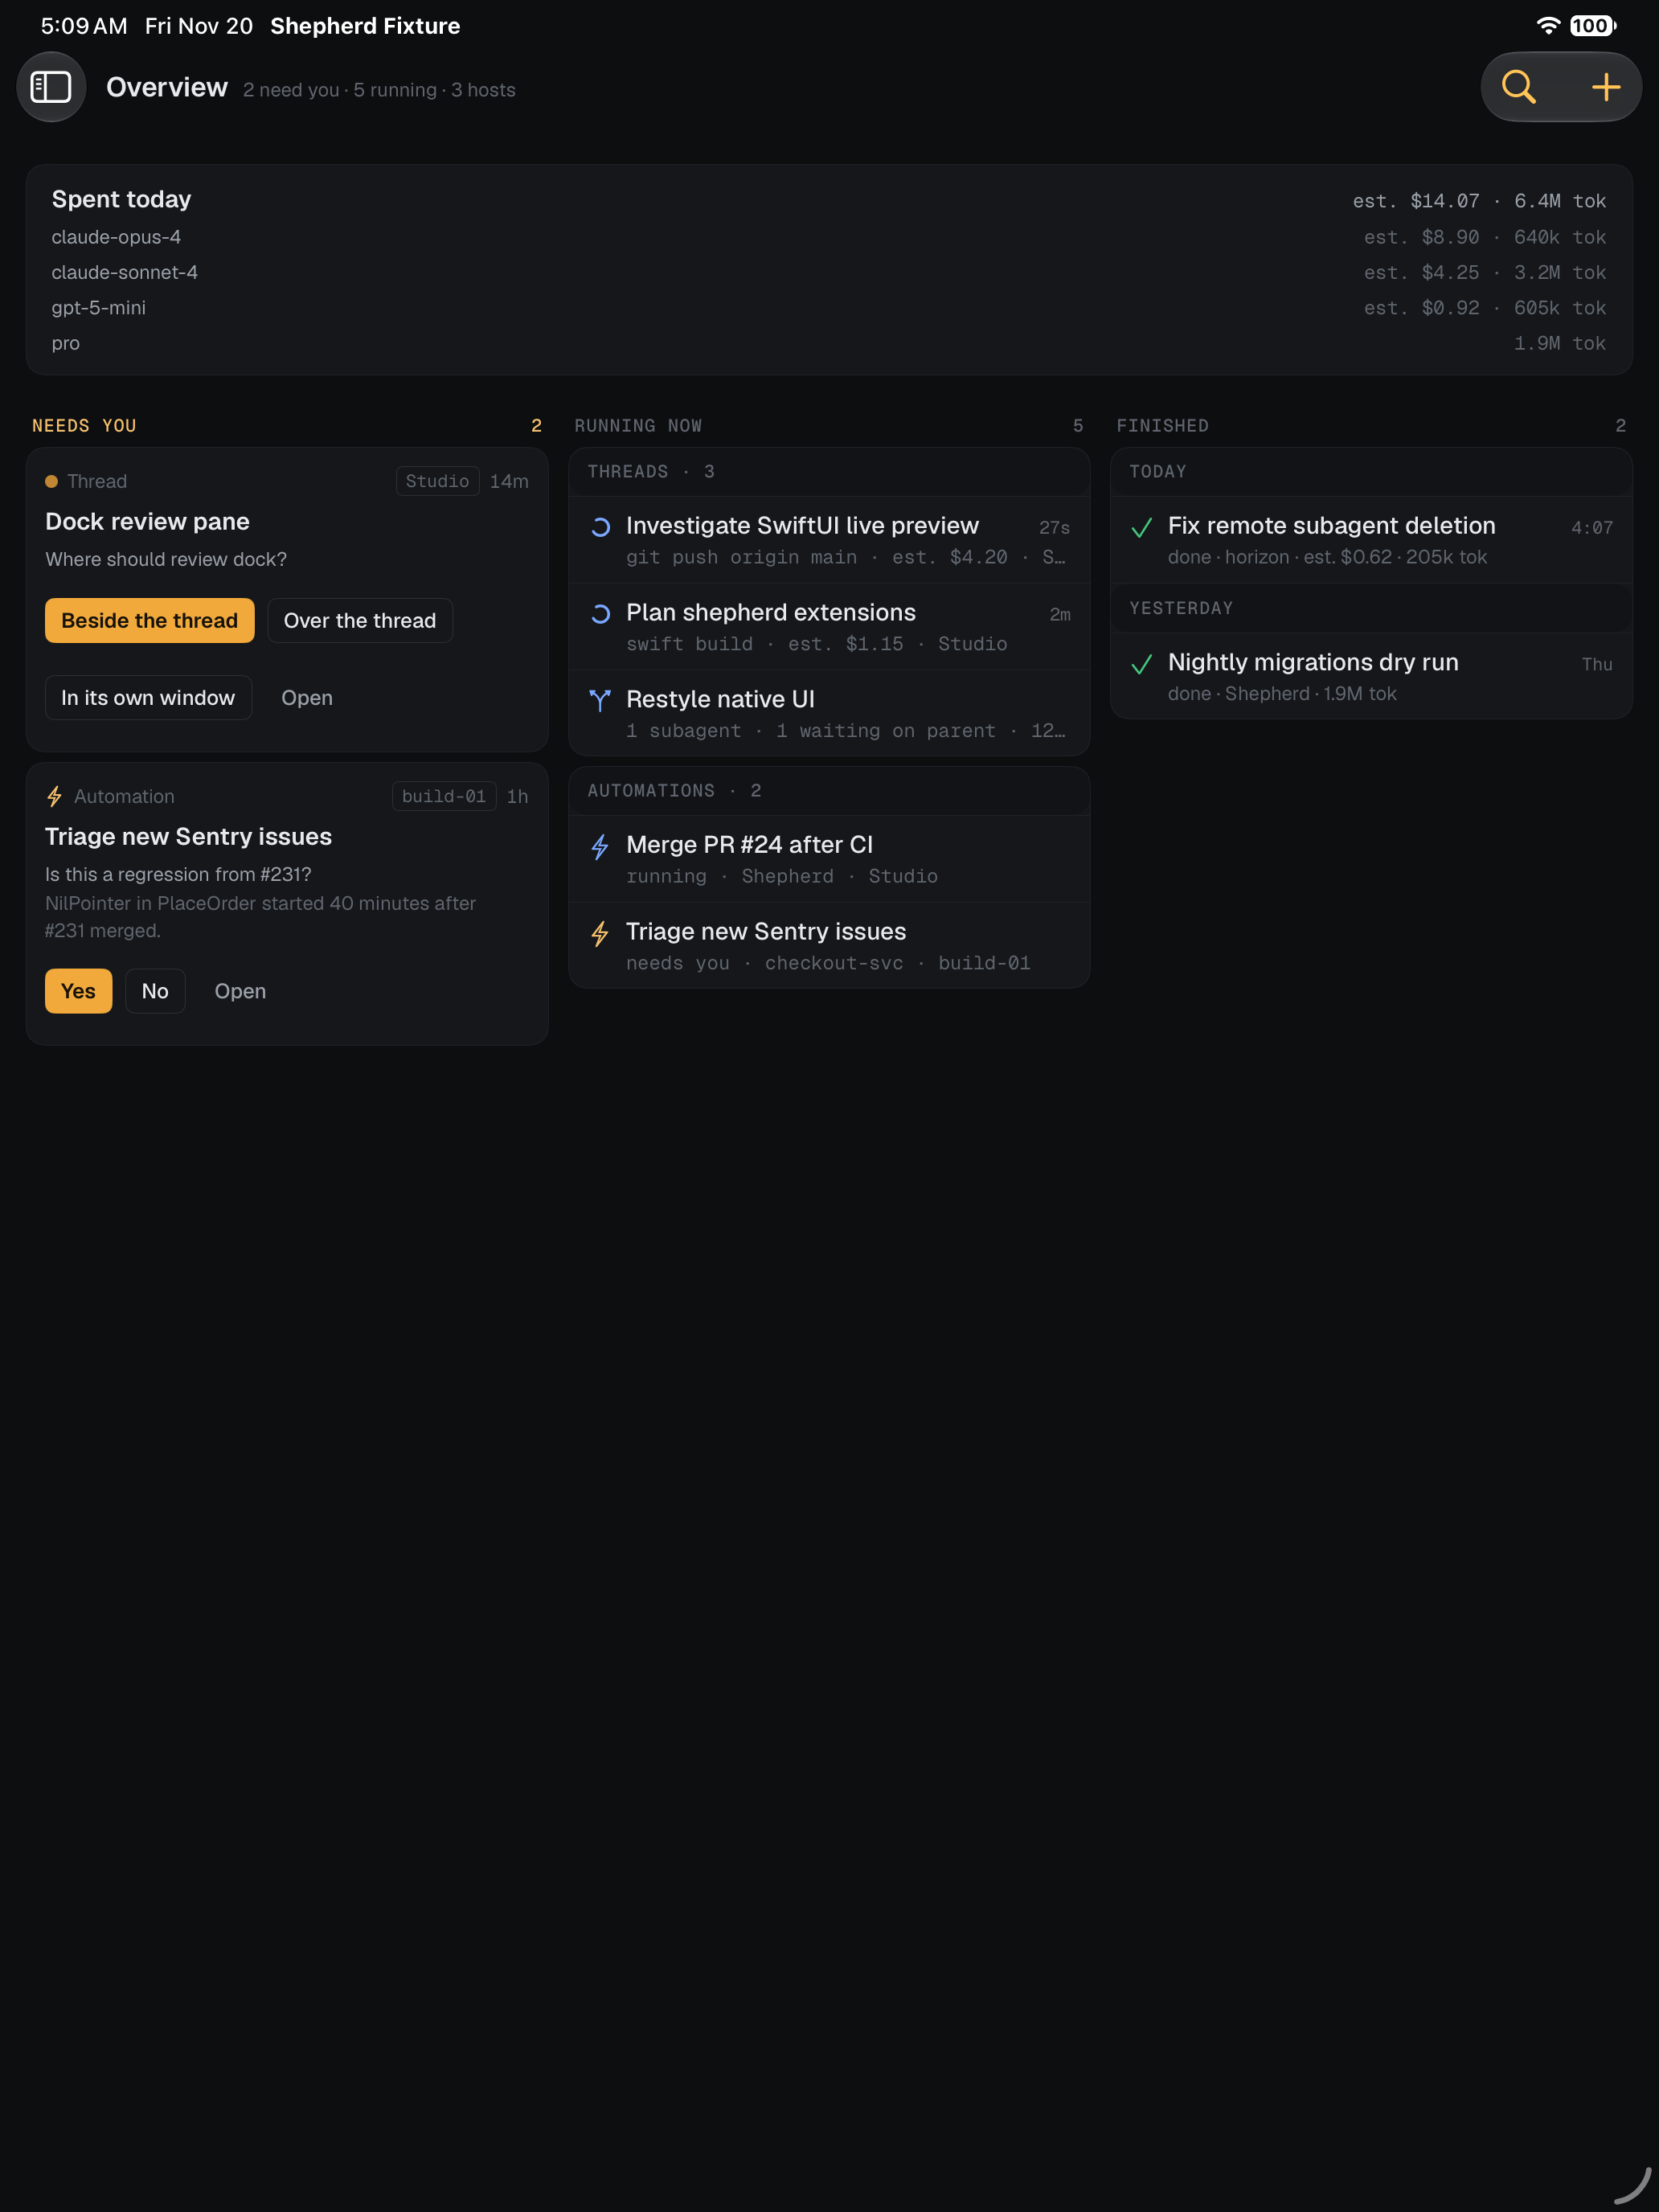 5:09 AM Fri Nov 20 Shepherd Fixture
100
Overview 2 need you · 5 running · 3 hosts
Spent today est. $14.07 · 6.4M tok
claude-opus-4 est. $8.90 · 640k tok
claude-sonnet-4 est. $4.25 · 3.2M tok
gpt-5-mini est. $0.92 · 605k tok
pro 1.9M tok
NEEDS YOU 2
Thread Studio 14m
Dock review pane
Where should review dock?
Beside the thread Over the thread
In its own window Open
Automation build-01 1h
Triage new Sentry issues
Is this a regression from #231?
NilPointer in PlaceOrder started 40 minutes after
#231 merged.
Yes No Open
RUNNING NOW 5
THREADS · 3
Investigate SwiftUI live preview 27s
git push origin main · est. $4.20 · S…
Plan shepherd extensions 2m
swift build · est. $1.15 · Studio
Restyle native UI
1 subagent · 1 waiting on parent · 12…
AUTOMATIONS · 2
Merge PR #24 after CI
running · Shepherd · Studio
Triage new Sentry issues
needs you · checkout-svc · build-01
FINISHED 2
TODAY
Fix remote subagent deletion 4:07
done · horizon · est. $0.62 · 205k tok
YESTERDAY
Nightly migrations dry run Thu
done · Shepherd · 1.9M tok